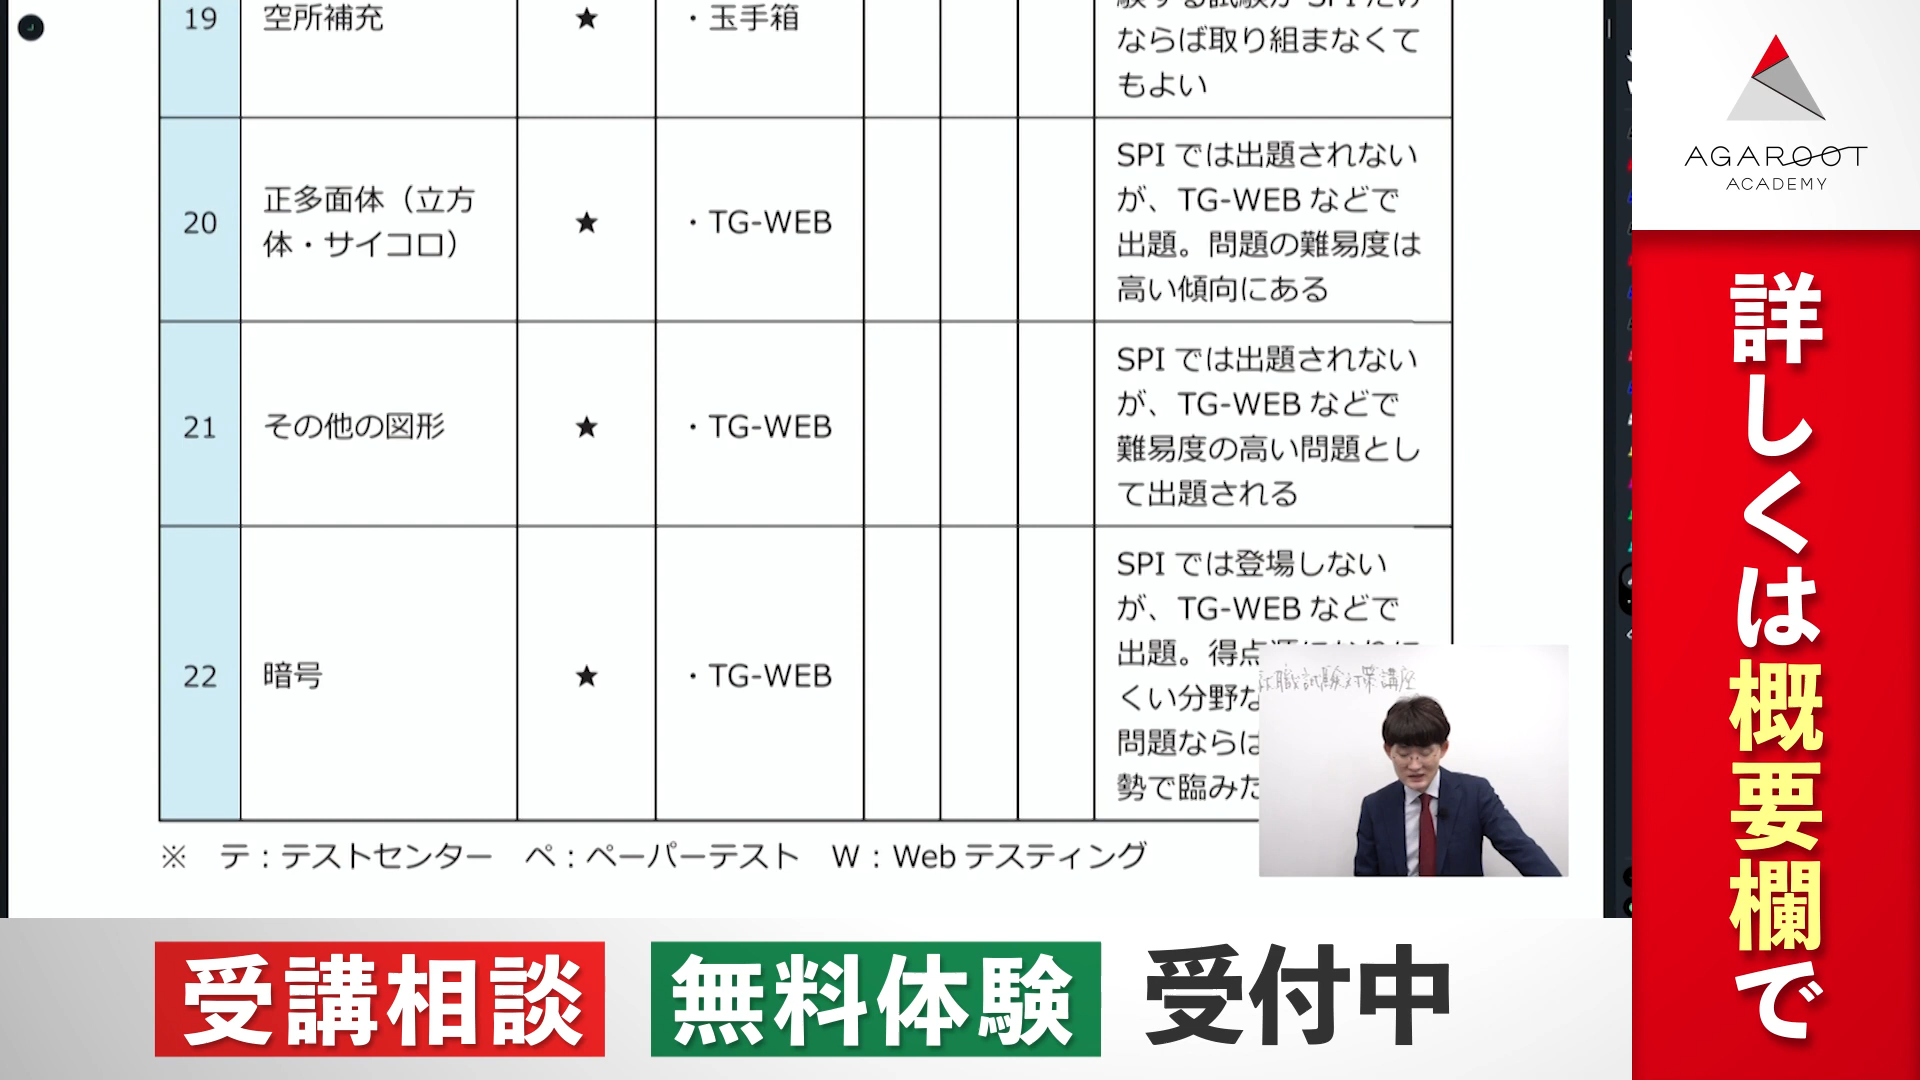 19
空所補充
★
・玉手箱
ならば取り組まなくて
もよい
20
正多面体（立方
体・サイコロ）
★
・TG-WEB
SPI では出題されない
が、TG-WEB などで
出題。問題の難易度は
高い傾向にある
21
その他の図形
★
・TG-WEB
SPI では出題されない
が、TG-WEB などで
難易度の高い問題とし
て出題される
22
暗号
★
・TG-WEB
SPI では登場しない
が、TG-WEB などで
出題。得点
くい分野な
問題ならば
勢で臨みた
※ テ：テストセンター ペ：ペーパーテスト W：Web テスティング
職試験対策講座
受講相談 無料体験 受付中
AGAROOT
ACADEMY
詳しくは概要欄で